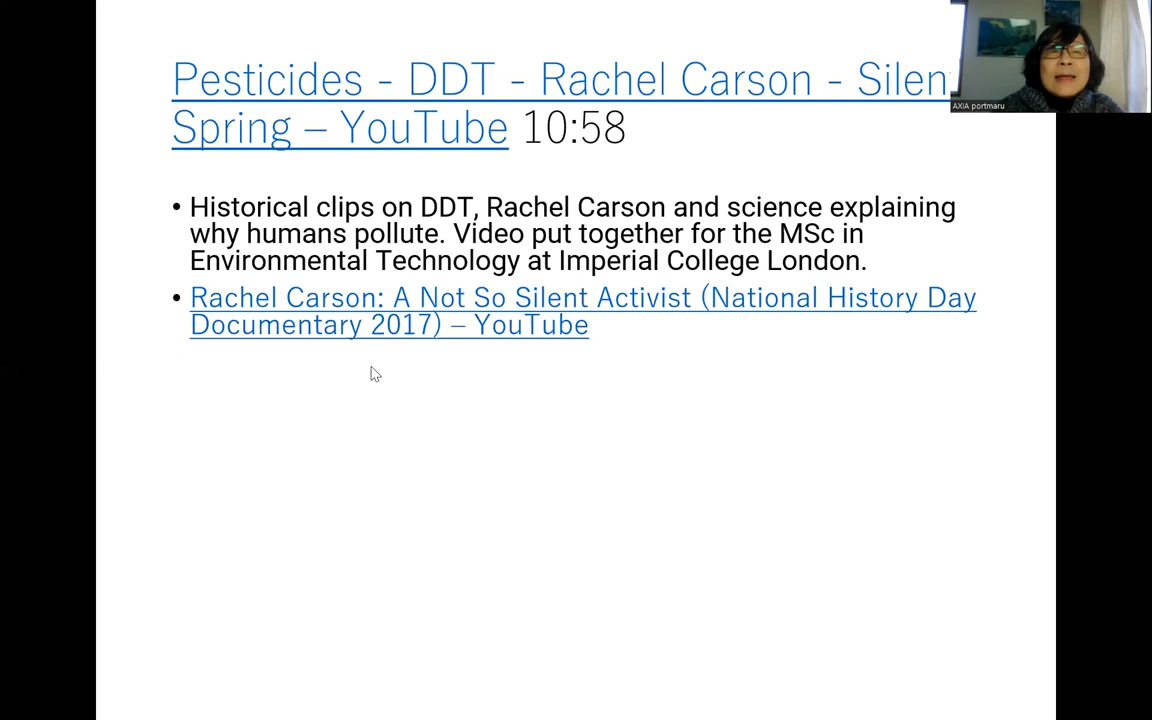 Pesticides - DDT - Rachel Carson - Silen
Spring – YouTube 10:58
AXIA portmaru
• Historical clips on DDT, Rachel Carson and science explaining
why humans pollute. Video put together for the MSc in
Environmental Technology at Imperial College London.
• Rachel Carson: A Not So Silent Activist (National History Day
Documentary 2017) – YouTube